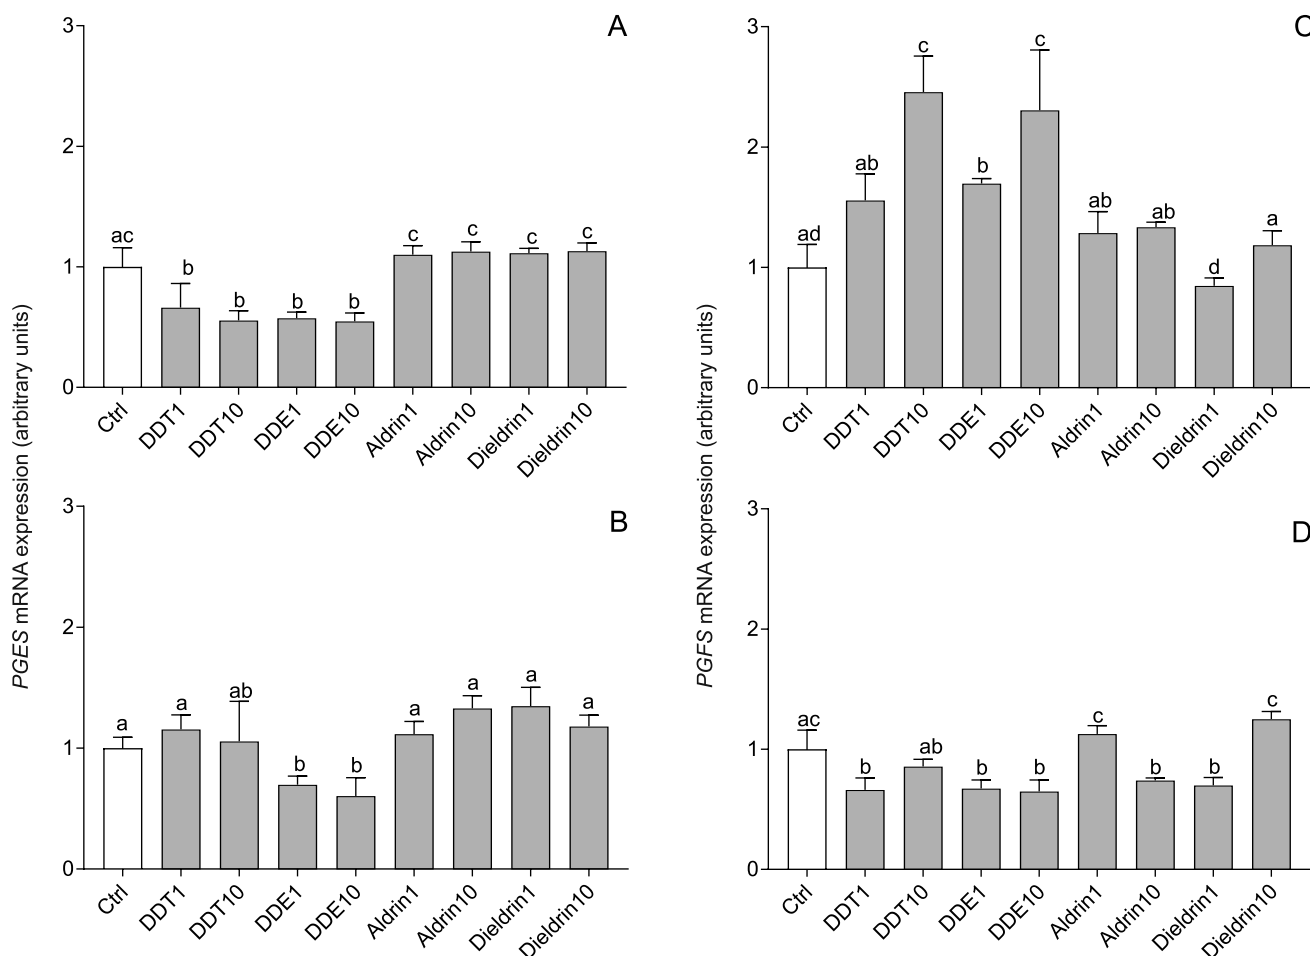 A
3
2
1
0
ac
b
b
b
b
c
c
c
c
Ctrl
DDT1
DDT10
DDE1
DDE10
Aldrin1
Aldrin10
Dieldrin1
Dieldrin10
PGES mRNA expression (arbitrary units)
B
3
2
1
0
a
a
ab
b
b
a
a
a
a
Ctrl
DDT1
DDT10
DDE1
DDE10
Aldrin1
Aldrin10
Dieldrin1
Dieldrin10
C
3
2
1
0
ad
ab
c
b
c
ab
ab
d
a
Ctrl
DDT1
DDT10
DDE1
DDE10
Aldrin1
Aldrin10
Dieldrin1
Dieldrin10
PGFS mRNA expression (arbitrary units)
D
3
2
1
0
ac
b
ab
b
b
c
b
b
c
Ctrl
DDT1
DDT10
DDE1
DDE10
Aldrin1
Aldrin10
Dieldrin1
Dieldrin10